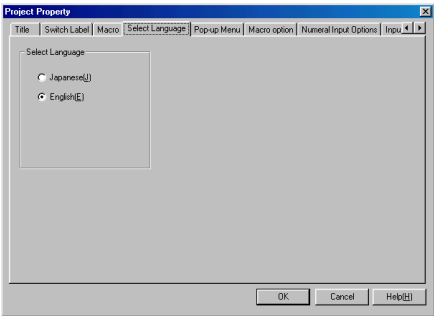 Project Property
Title Switch Label Macro Select Language Pop-up Menu Macro option Numeral Input Options Inpu
Select Language
Japanese(J)
English(E)
OK Cancel Help(H)